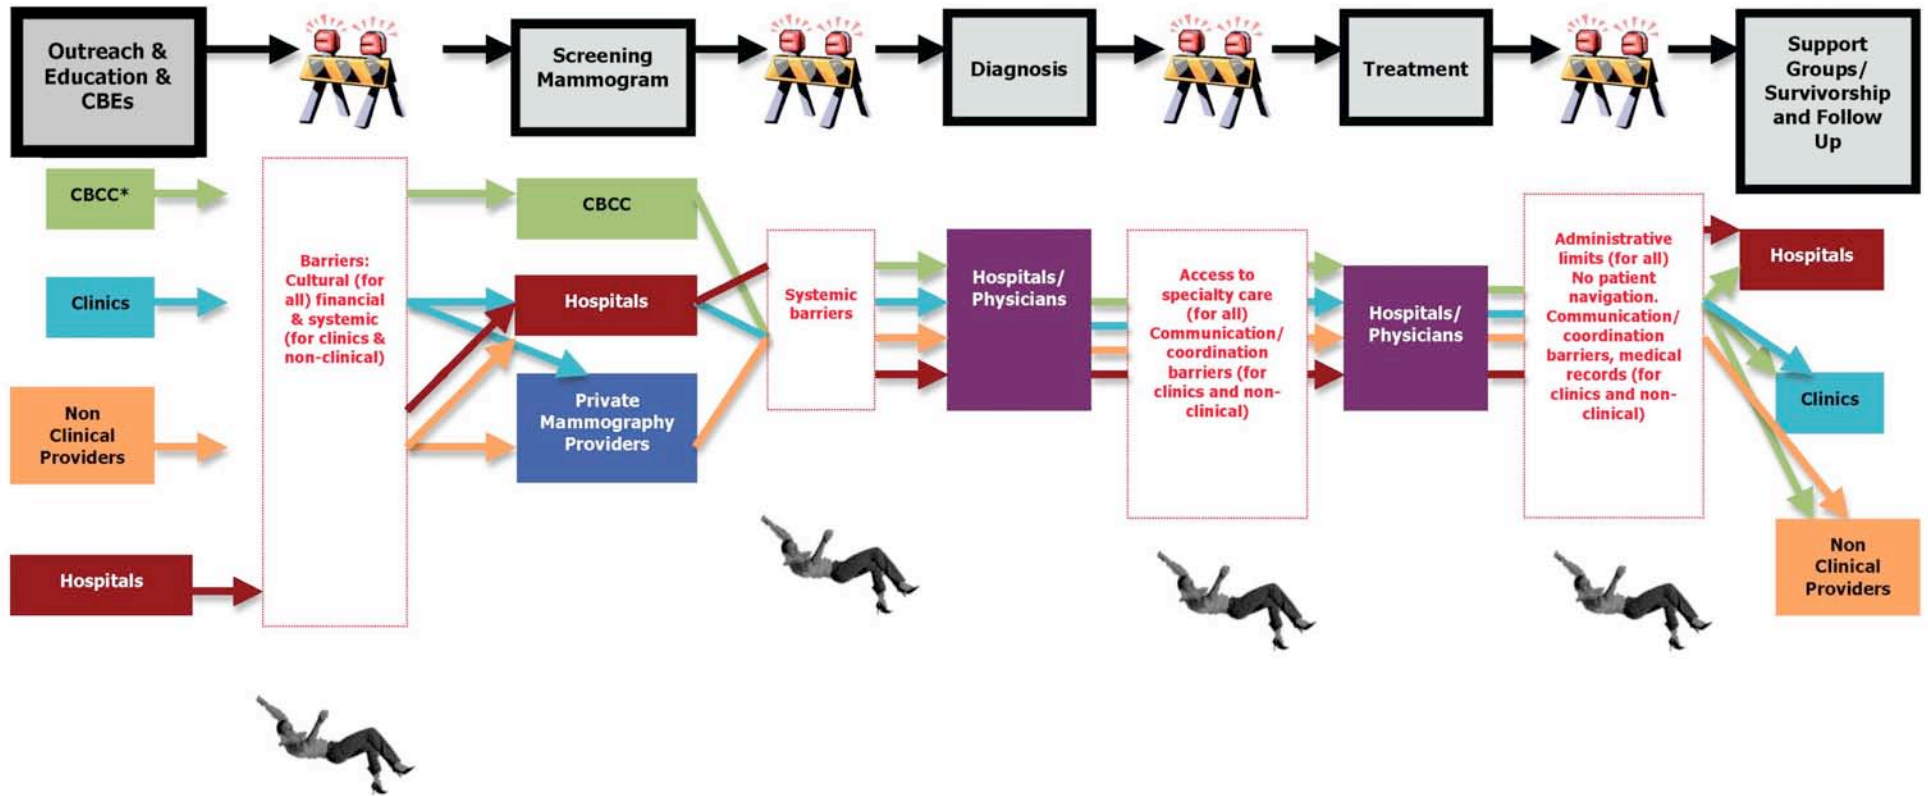 Outreach &
Education &
CBEs
Screening
Mammogram
Diagnosis
Treatment
Support
Groups/
Survivorship
and Follow
Up
CBCC*
Clinics
Non
Clinical
Providers
Hospitals
Barriers:
Cultural (for
all) financial
& systemic
(for clinics &
non-clinical)
CBCC
Hospitals
Private
Mammography
Providers
Systemic
barriers
Hospitals/
Physicians
Access to
specialty care
(for all)
Communication/
coordination
barriers (for
clinics and non-
clinical)
Hospitals/
Physicians
Administrative
limits (for all)
No patient
navigation.
Communication/
coordination
barriers, medical
records (for
clinics and non-
clinical)
Hospitals
Clinics
Non
Clinical
Providers